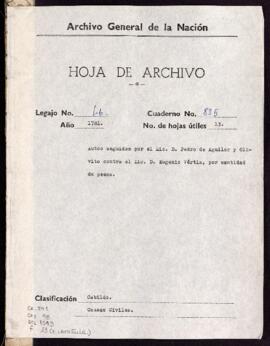 Archivo General de la Nación
HOJA DE ARCHIVO
Legajo No. 46 Cuaderno No. 835
Año 1781. No. de hojas útiles 13.
Autos seguidos por el Lic. D. Pedro de Aguilar y Oli-
vito contra el Lic. D. Eugenio Vértiz, por cantidad
de pesos.
Clasificación Cabildo.
Causas Civiles.